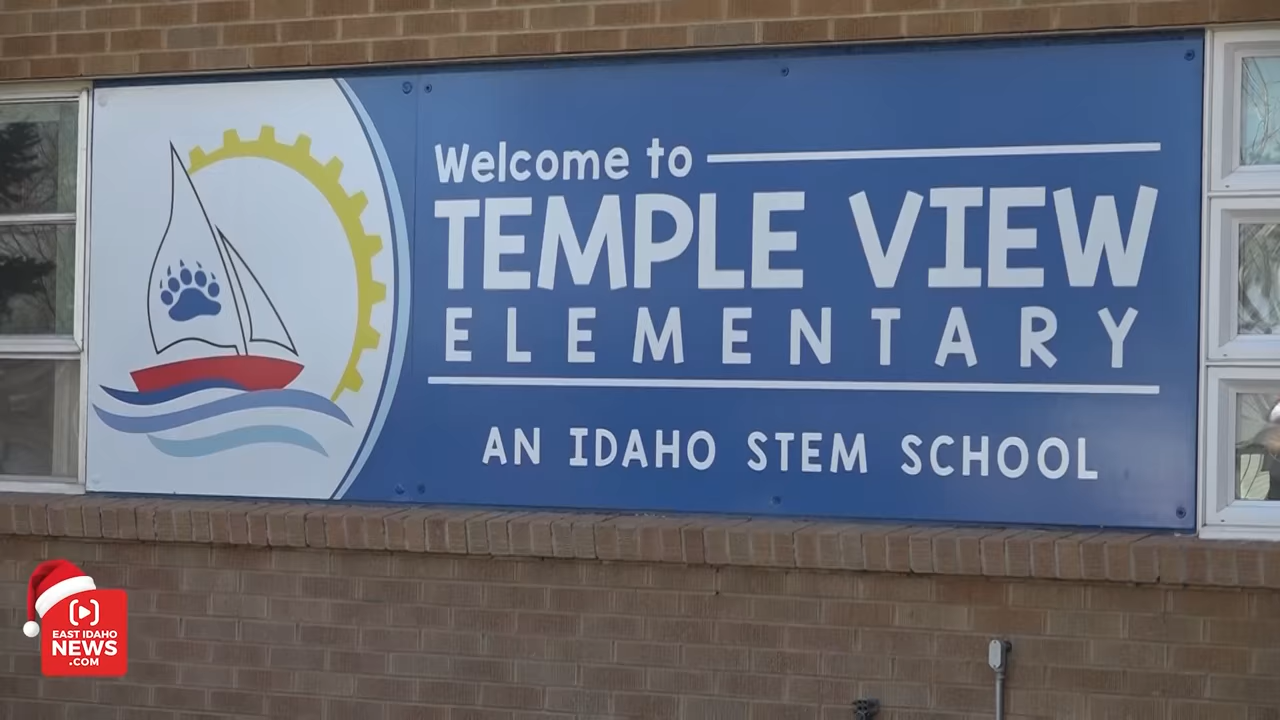 Welcome to
TEMPLE VIEW
ELEMENTARY
AN IDAHO STEM SCHOOL
EAST IDAHO
NEWS
.COM